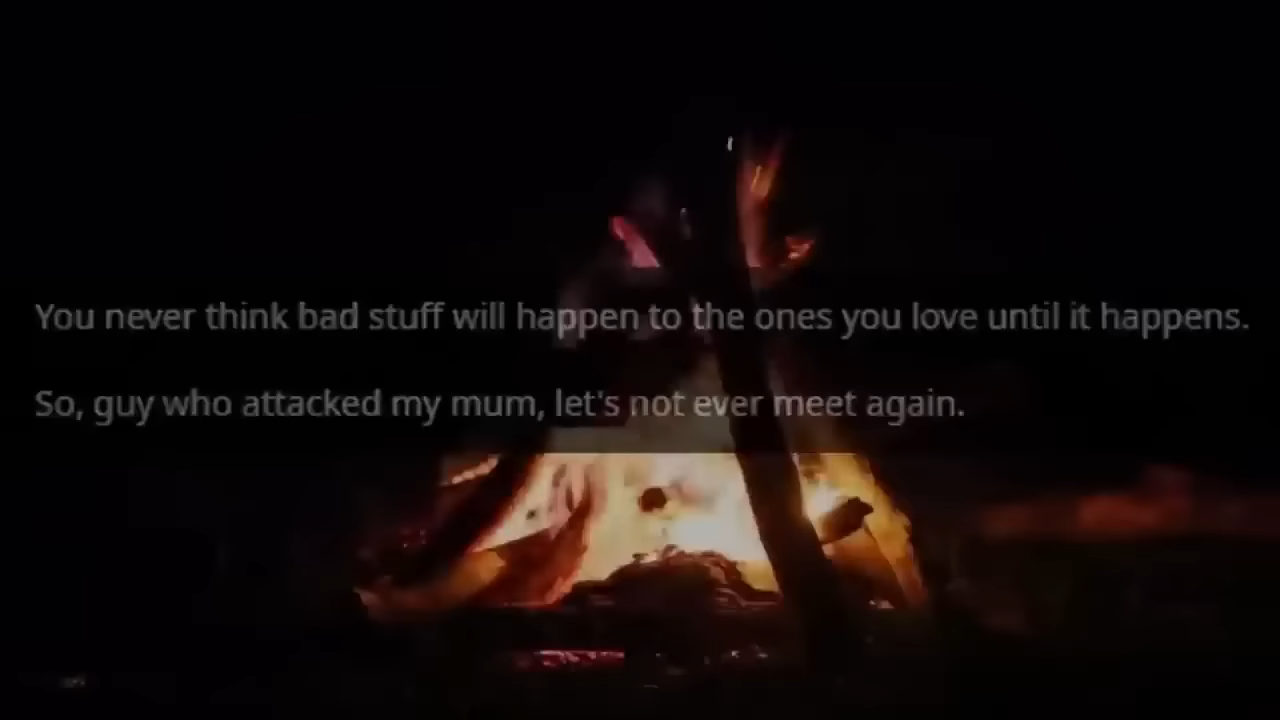 You never think bad stuff will happen to the ones you love until it happens.
So, guy who attacked my mum, let's not ever meet again.